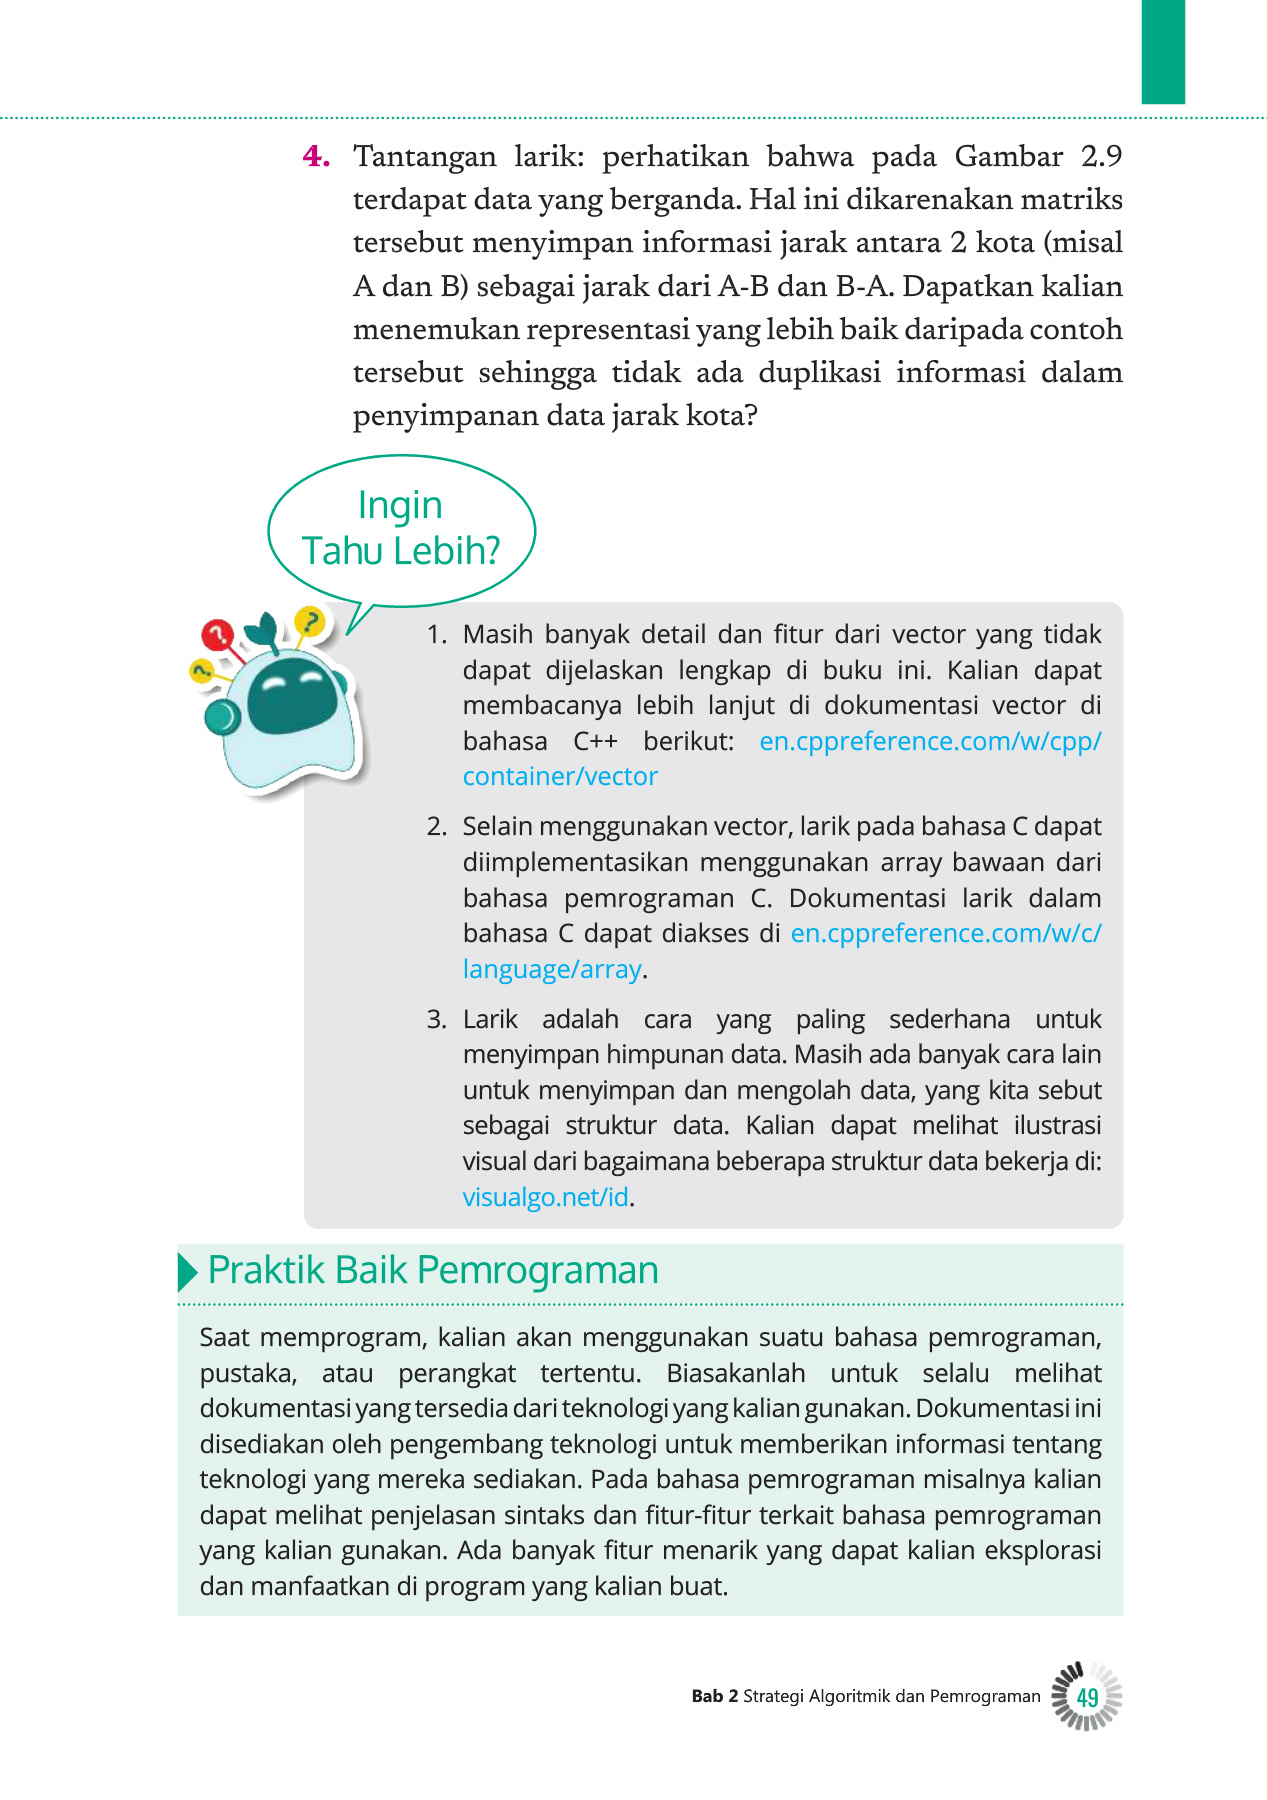 4. Tantangan larik: perhatikan bahwa pada Gambar 2.9
terdapat data yang berganda. Hal ini dikarenakan matriks
tersebut menyimpan informasi jarak antara 2 kota (misal
A dan B) sebagai jarak dari A-B dan B-A. Dapatkan kalian
menemukan representasi yang lebih baik daripada contoh
tersebut sehingga tidak ada duplikasi informasi dalam
penyimpanan data jarak kota?
Ingin
Tahu Lebih?
? ? ?
1. Masih banyak detail dan fitur dari vector yang tidak
dapat dijelaskan lengkap di buku ini. Kalian dapat
membacanya lebih lanjut di dokumentasi vector di
bahasa C++ berikut: en.cppreference.com/w/cpp/
container/vector
2. Selain menggunakan vector, larik pada bahasa C dapat
diimplementasikan menggunakan array bawaan dari
bahasa pemrograman C. Dokumentasi larik dalam
bahasa C dapat diakses di en.cppreference.com/w/c/
language/array.
3. Larik adalah cara yang paling sederhana untuk
menyimpan himpunan data. Masih ada banyak cara lain
untuk menyimpan dan mengolah data, yang kita sebut
sebagai struktur data. Kalian dapat melihat ilustrasi
visual dari bagaimana beberapa struktur data bekerja di:
visualgo.net/id.
Praktik Baik Pemrograman
Saat memprogram, kalian akan menggunakan suatu bahasa pemrograman,
pustaka, atau perangkat tertentu. Biasakanlah untuk selalu melihat
dokumentasi yang tersedia dari teknologi yang kalian gunakan. Dokumentasi ini
disediakan oleh pengembang teknologi untuk memberikan informasi tentang
teknologi yang mereka sediakan. Pada bahasa pemrograman misalnya kalian
dapat melihat penjelasan sintaks dan fitur-fitur terkait bahasa pemrograman
yang kalian gunakan. Ada banyak fitur menarik yang dapat kalian eksplorasi
dan manfaatkan di program yang kalian buat.
Bab 2 Strategi Algoritmik dan Pemrograman 49